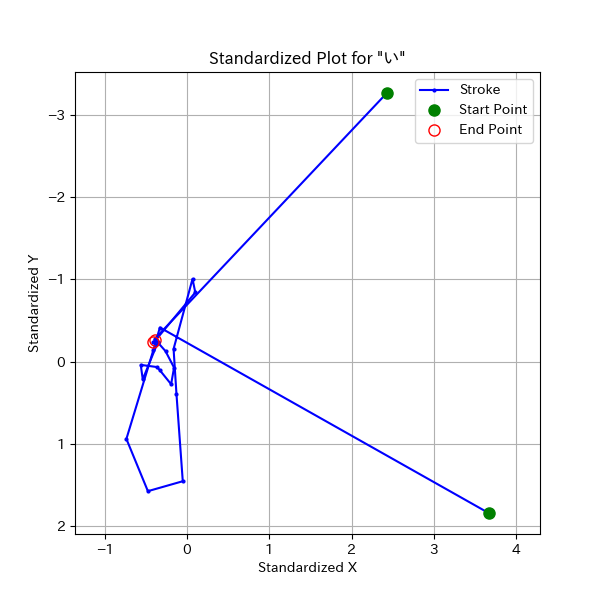 Standardized Plot for "い"
Stroke
Start Point
End Point
−3
−2
−1
0
1
2
Standardized Y
−1
0
1
2
3
4
Standardized X